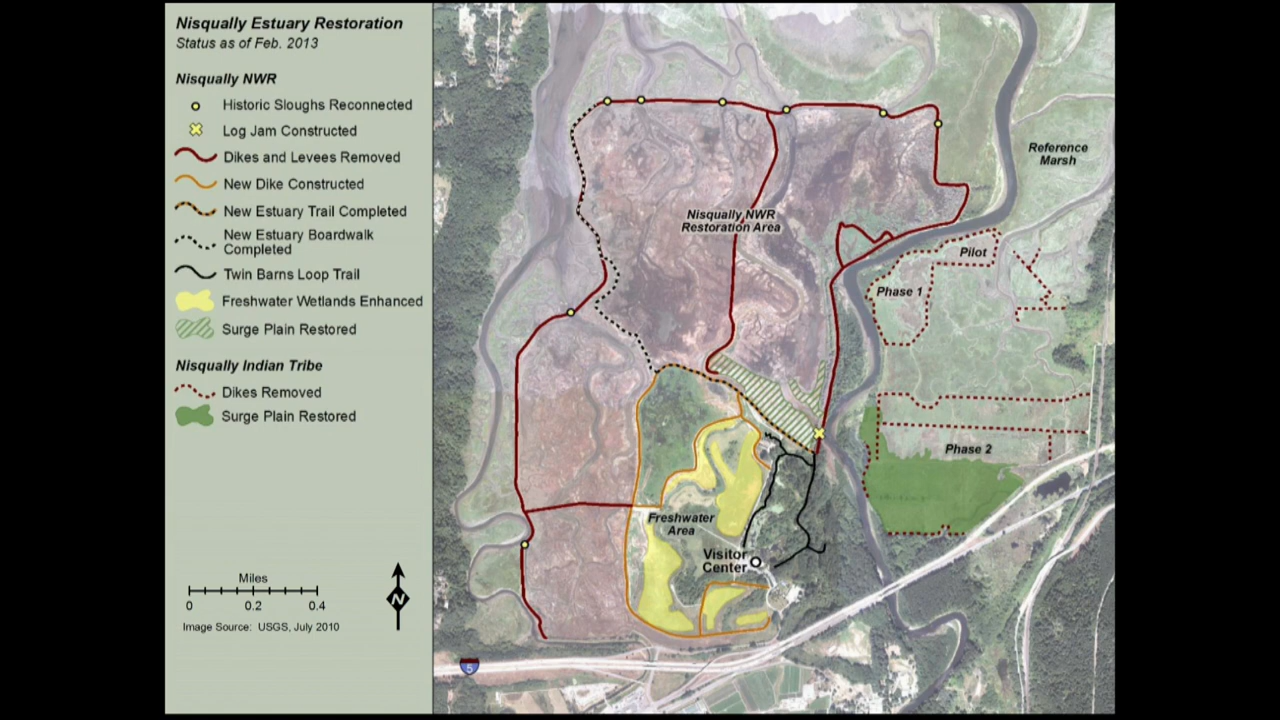 Nisqually Estuary Restoration
Status as of Feb. 2013
Nisqually NWR
Historic Sloughs Reconnected
Log Jam Constructed
Dikes and Levees Removed
New Dike Constructed
New Estuary Trail Completed
New Estuary Boardwalk
Completed
Twin Barns Loop Trail
Freshwater Wetlands Enhanced
Surge Plain Restored
Nisqually Indian Tribe
Dikes Removed
Surge Plain Restored
Miles
0 0.2 0.4
N
Image Source: USGS, July 2010
Reference
Marsh
Nisqually NWR
Restoration Area
Pilot
Phase 1
Phase 2
Freshwater
Area
Visitor
Center
5